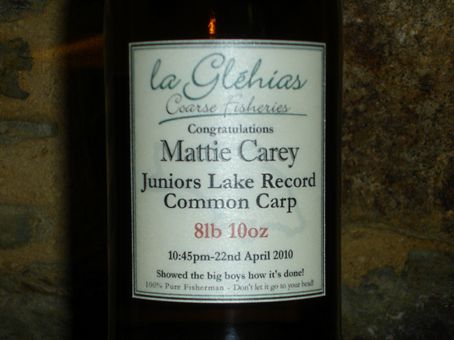 la Gléhias
Coarse Fisheries
Congratulations
Mattie Carey
Juniors Lake Record
Common Carp
8lb 10oz
10:45pm-22nd April 2010
Showed the big boys how it's done!
100% Pure Fisherman - Don't let it go to your head!